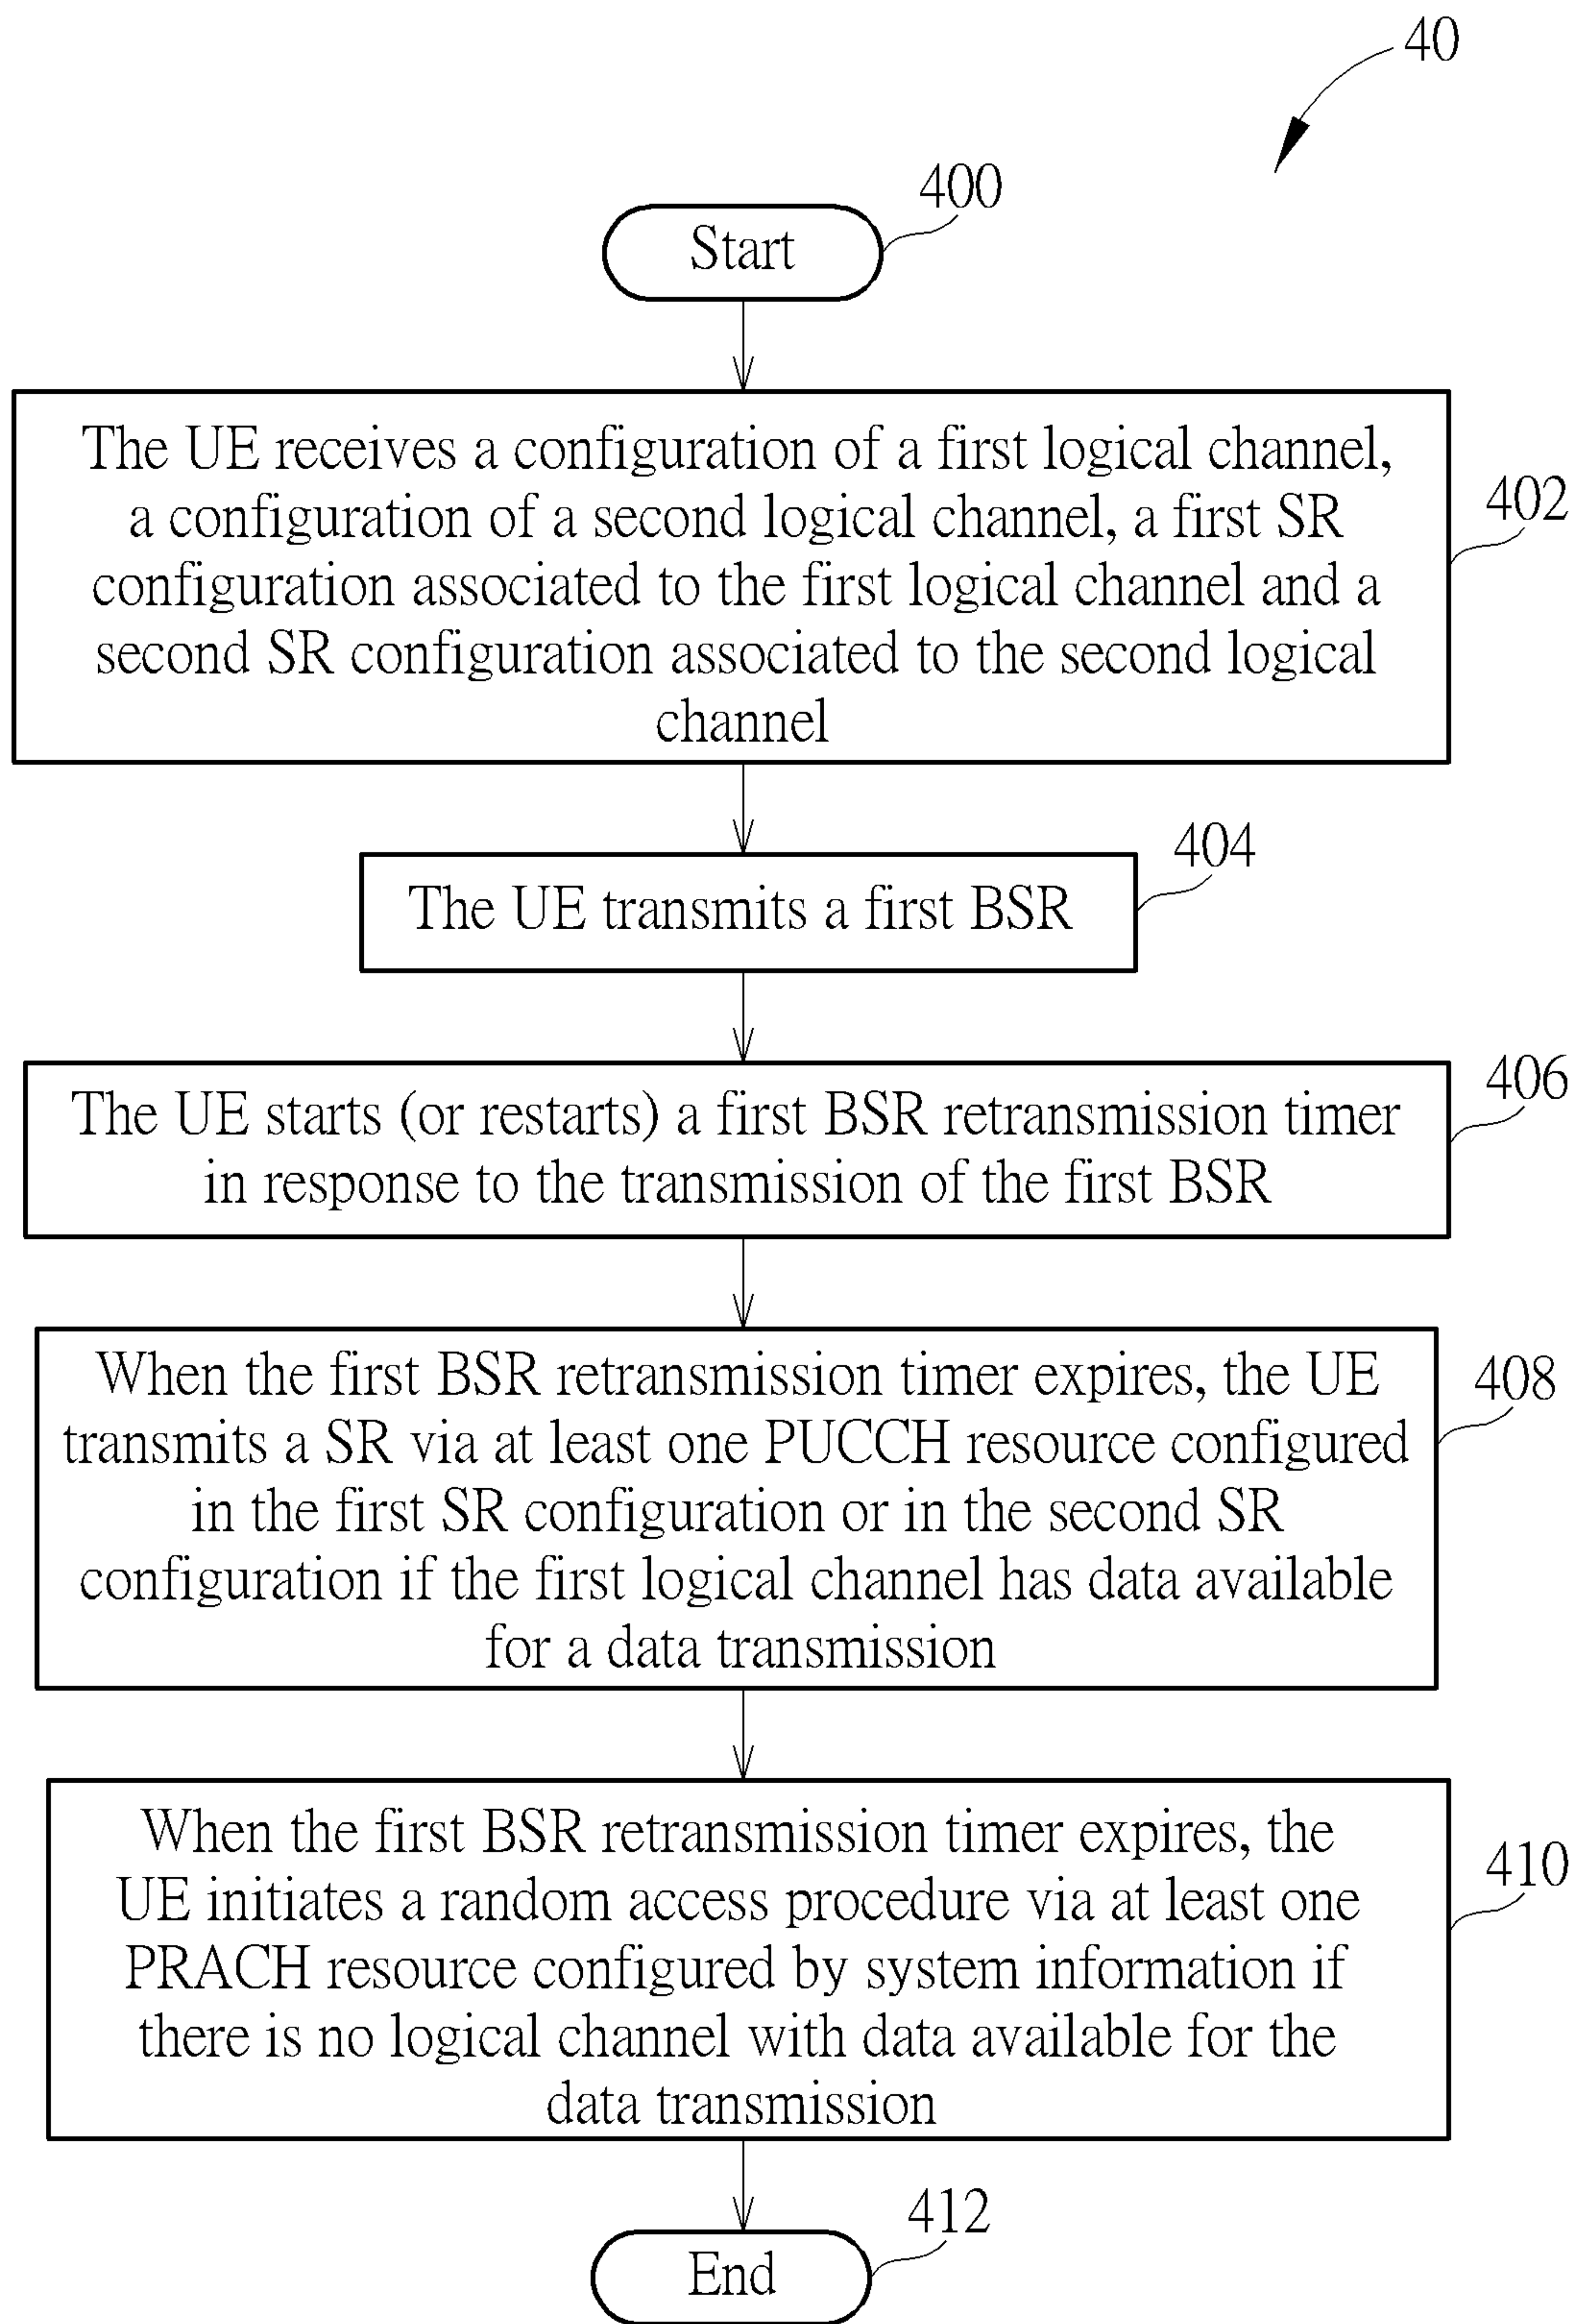 40
400
Start
The UE receives a configuration of a first logical channel,
a configuration of a second logical channel, a first SR
configuration associated to the first logical channel and a
second SR configuration associated to the second logical
channel
402
404
The UE transmits a first BSR
406
The UE starts (or restarts) a first BSR retransmission timer
in response to the transmission of the first BSR
When the first BSR retransmission timer expires, the UE
transmits a SR via at least one PUCCH resource configured
in the first SR configuration or in the second SR
configuration if the first logical channel has data available
for a data transmission
408
When the first BSR retransmission timer expires, the
UE initiates a random access procedure via at least one
PRACH resource configured by system information if
there is no logical channel with data available for the
data transmission
410
412
End